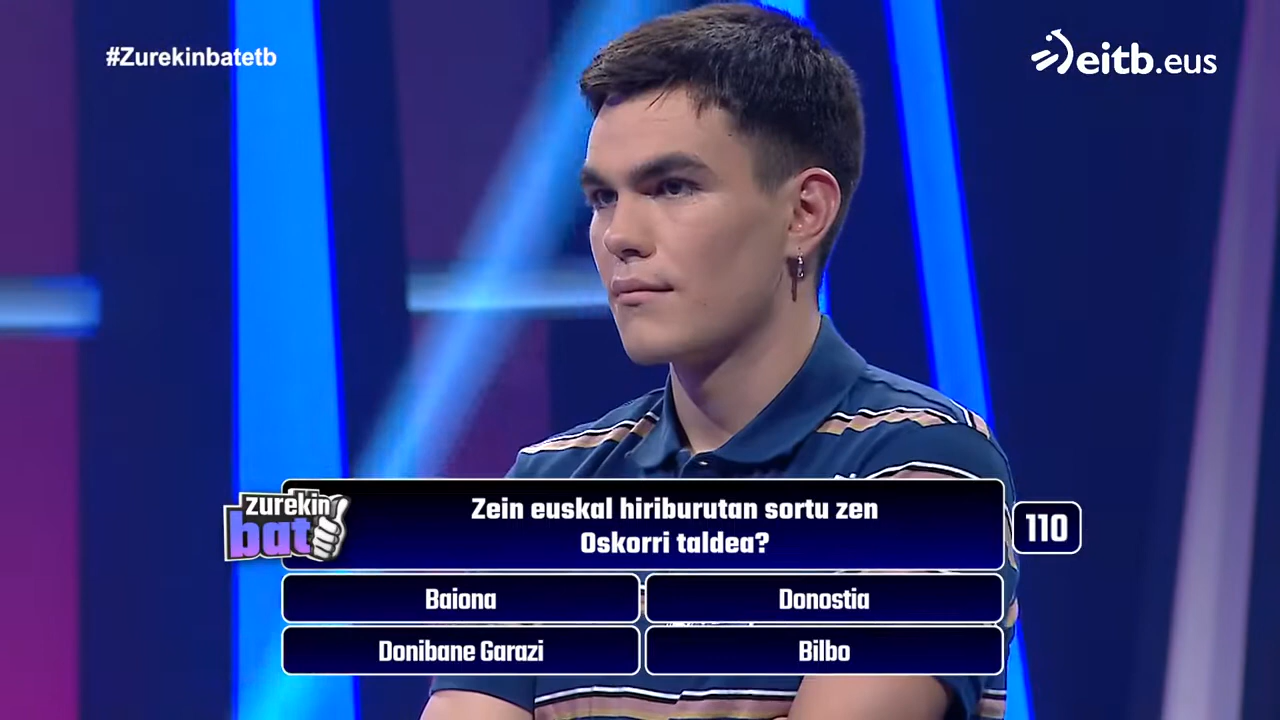 #Zurekinbatetb
eitb.eus
zurekin
bat
Zein euskal hiriburutan sortu zen
Oskorri taldea?
110
Baiona
Donostia
Donibane Garazi
Bilbo